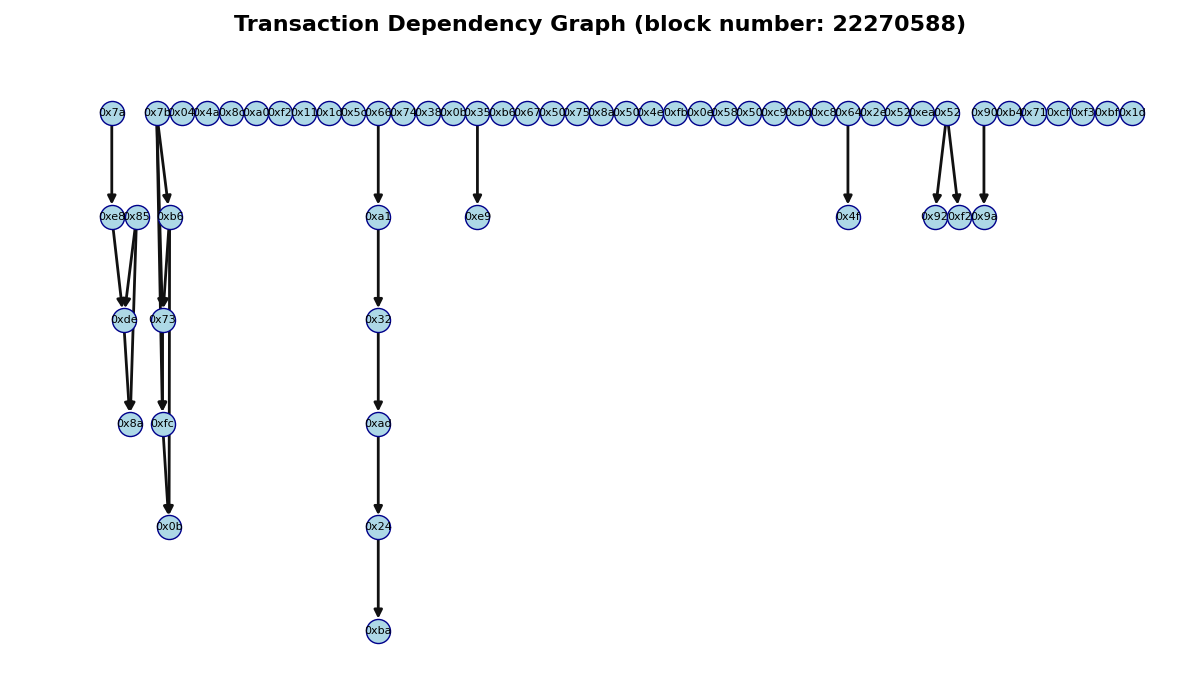 Transaction Dependency Graph (block number: 22270588)
0x7a 0x7b 0x04 0x4a 0x8c 0xa0 0xf2 0x11 0x1c 0x5c 0x66 0x74 0x38 0x0b 0x35 0xb6 0x67 0x50 0x75 0x8a 0x50 0x4e 0xfb 0x0e 0x58 0x50 0xc9 0xc8 0x64 0x2e 0x52 0xea 0x52 0x90 0xb4 0x71 0xcf 0xf3 0xbf
0xe8 0x85 0xb6 0xa1 0xe9 0x4f 0x92 0xf2 0x9a
0xde 0x73 0x32
0x8a 0xfc 0xad
0x0b 0x24
0xba